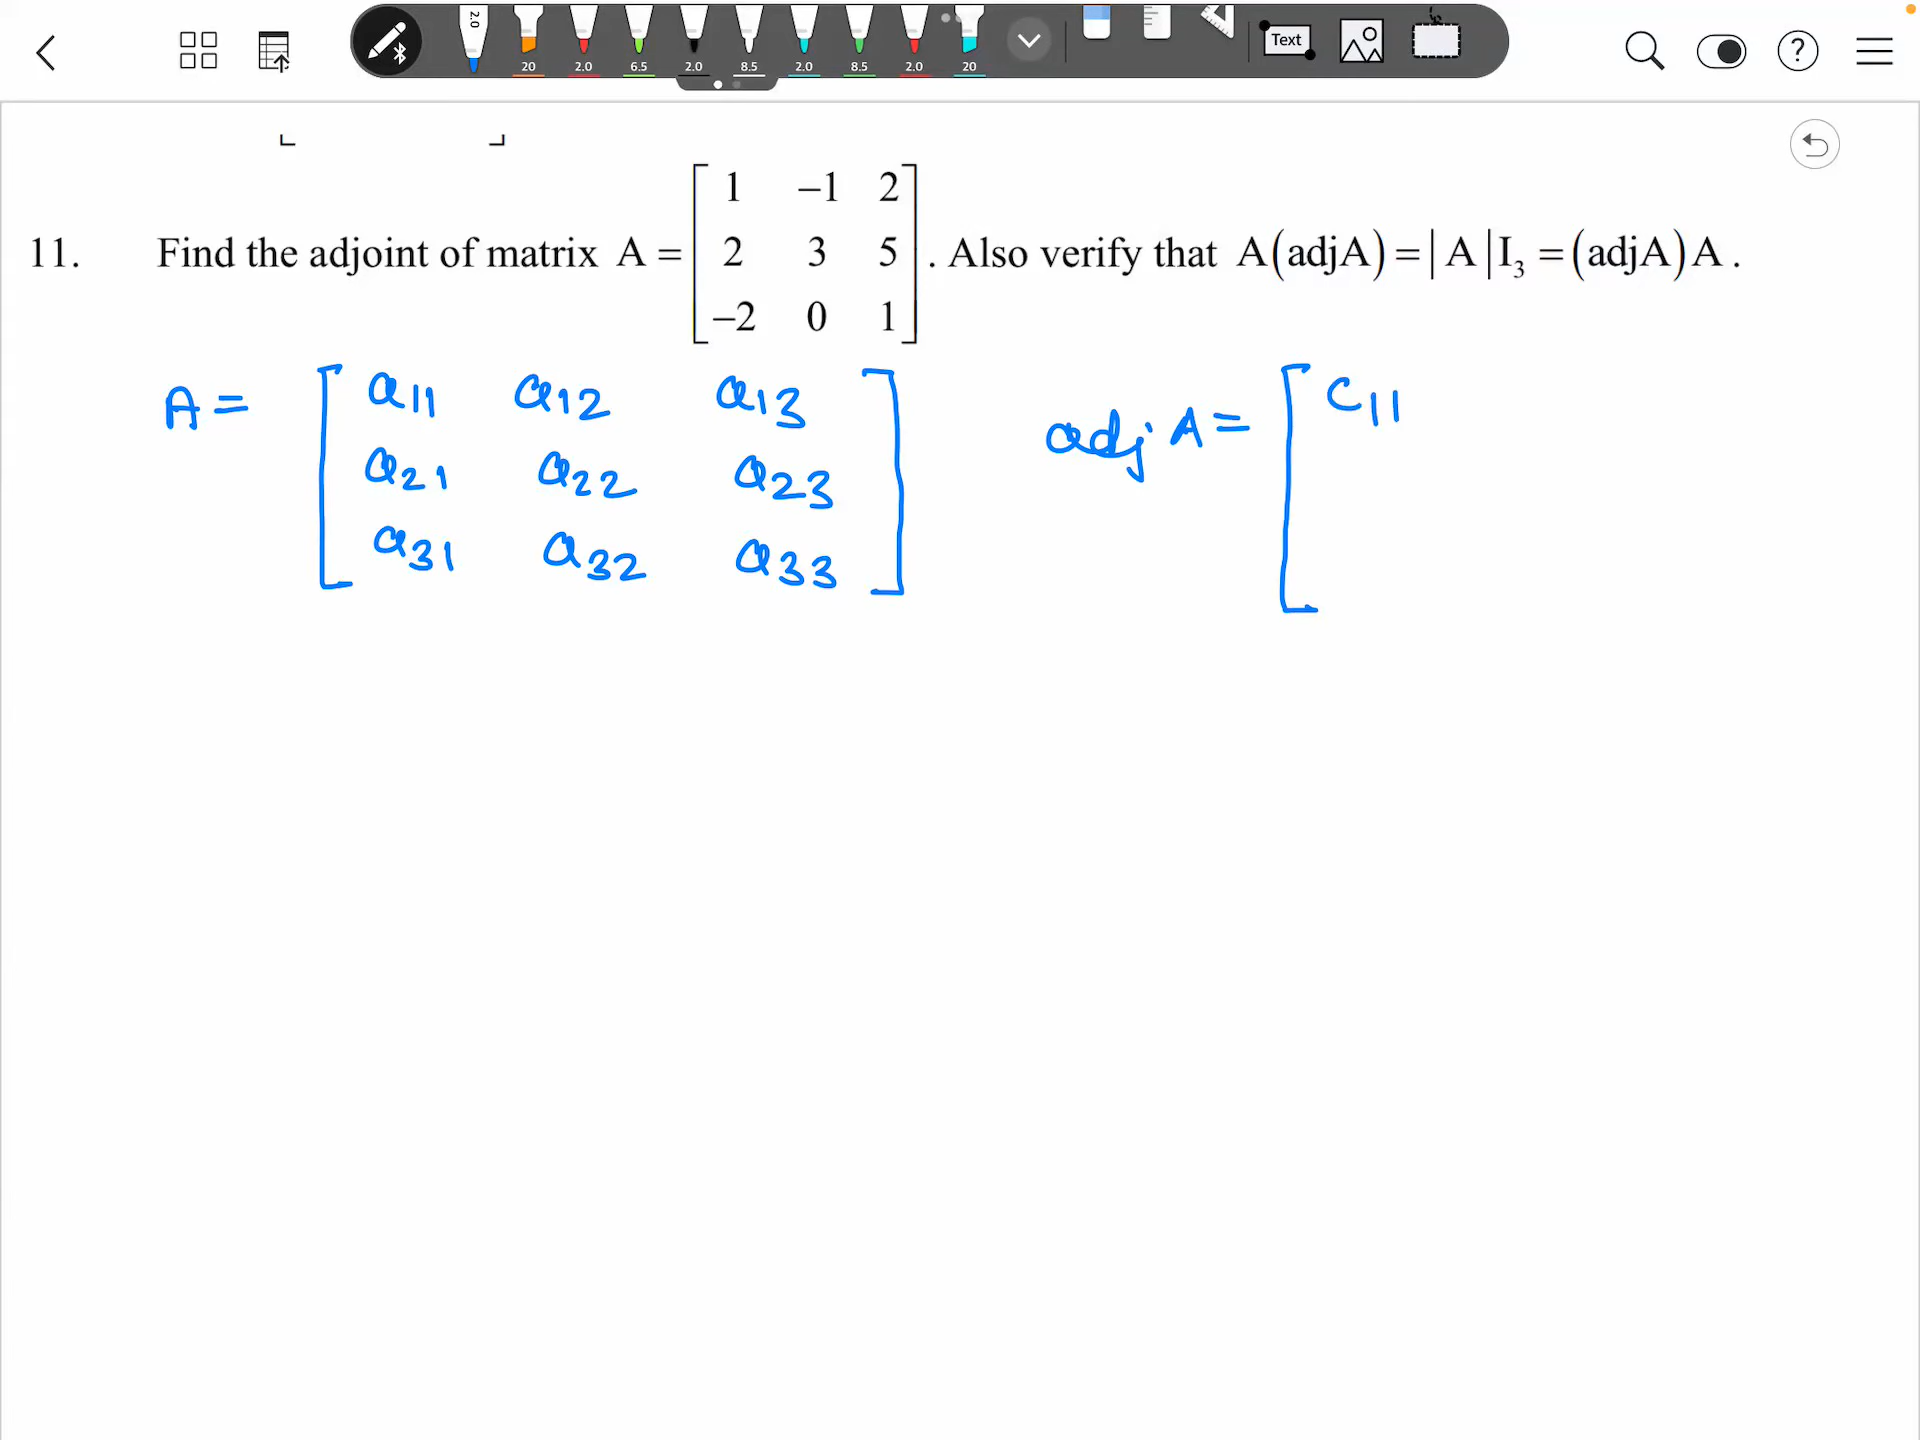 2.0
20 2.0 6.5 2.0 8.5 2.0 8.5 2.0 20
Text
?
11. Find the adjoint of matrix A = [ 1 −1 2
2 3 5
−2 0 1 ] . Also verify that A(adjA) = |A|I₃ = (adjA)A .
A = [ a11 a12 a13
a21 a22 a23
a31 a32 a33 ]
adj A = [ C11